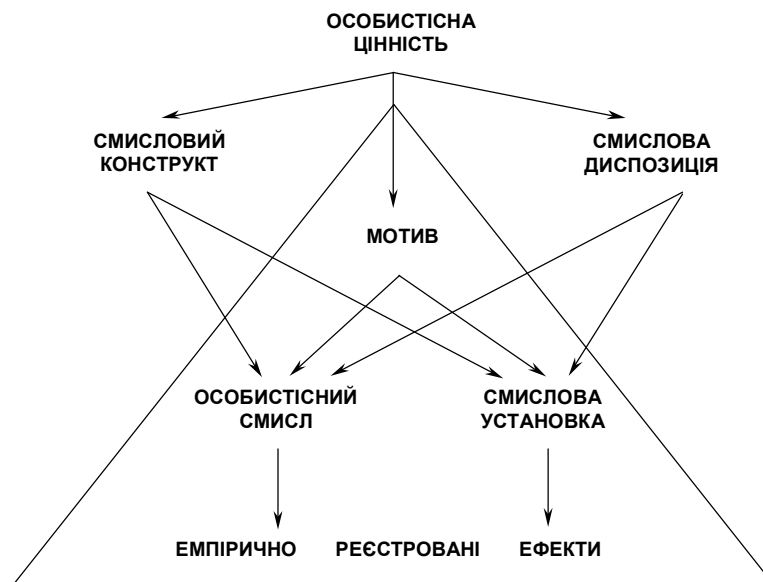 ОСОБИСТІСНА
ЦІННІСТЬ
СМИСЛОВИЙ
КОНСТРУКТ
СМИСЛОВА
ДИСПОЗИЦІЯ
МОТИВ
ОСОБИСТІСНИЙ
СМИСЛ
СМИСЛОВА
УСТАНОВКА
ЕМПІРИЧНО РЕЄСТРОВАНІ ЕФЕКТИ